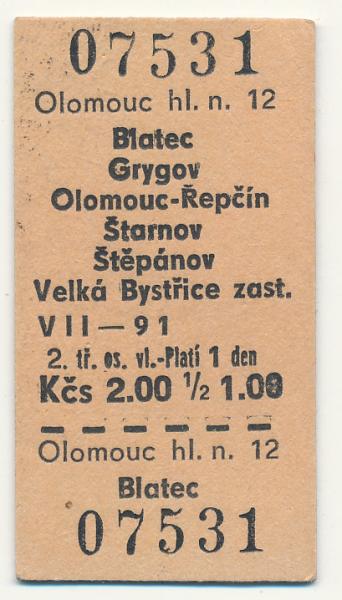 07531
Olomouc hl. n. 12
Blatec
Grygov
Olomouc-Řepčín
Štarnov
Štěpánov
Velká Bystřice zast.
VII — 91
2. tř. os. vl.-Platí 1 den
Kčs 2.00 ½ 1.00
Olomouc hl. n. 12
Blatec
07531